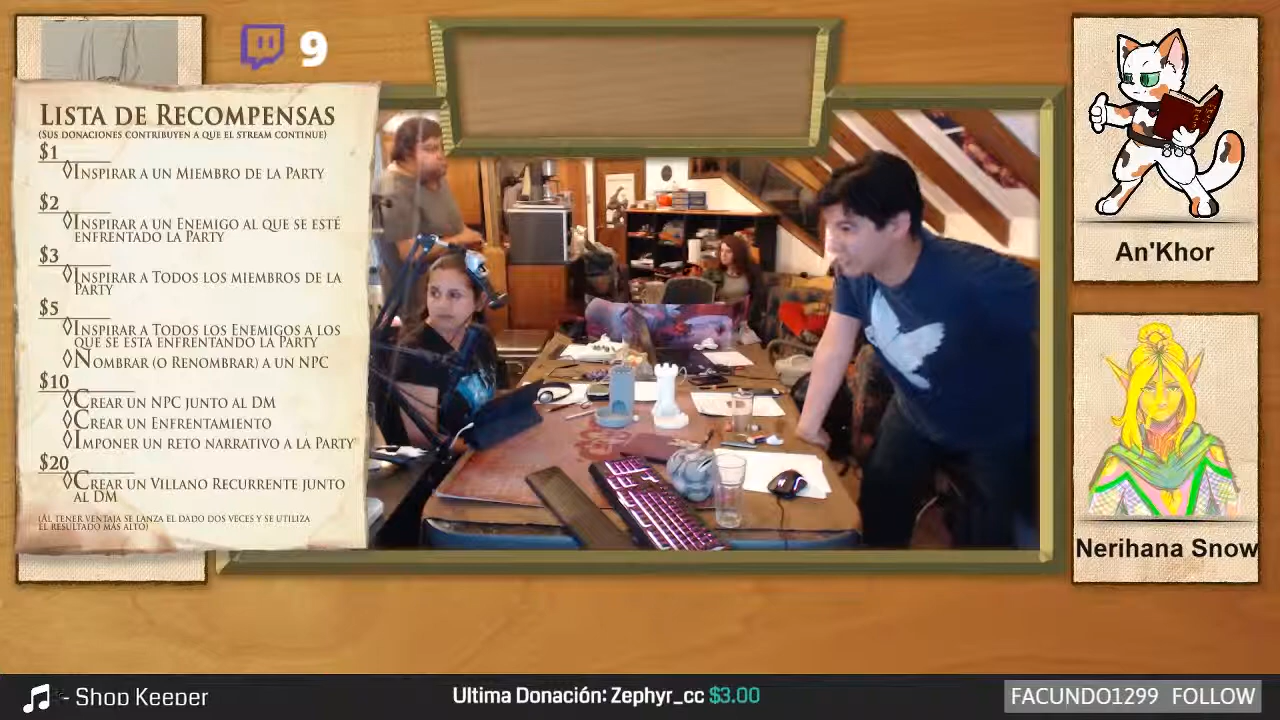 9
LISTA DE RECOMPENSAS
(SUS DONACIONES CONTRIBUYEN A QUE EL STREAM CONTINUE)
$1
◊INSPIRAR A UN MIEMBRO DE LA PARTY
$2
◊INSPIRAR A UN ENEMIGO AL QUE SE ESTÉ
ENFRENTADO LA PARTY
$3
◊INSPIRAR A TODOS LOS MIEMBROS DE LA
PARTY
$5
◊INSPIRAR A TODOS LOS ENEMIGOS A LOS
QUE SE ESTA ENFRENTANDO LA PARTY
◊NOMBRAR (O RENOMBRAR) A UN NPC
$10
◊CREAR UN NPC JUNTO AL DM
◊CREAR UN ENFRENTAMIENTO
◊IMPONER UN RETO NARRATIVO A LA PARTY
$20
◊CREAR UN VILLANO RECURRENTE JUNTO
AL DM
(AL TENER VENTAJA SE LANZA EL DADO DOS VECES Y SE UTILIZA
EL RESULTADO MÁS ALTO)
An'Khor
Nerihana Snow
- Shop Keeper
Ultima Donación: Zephyr_cc $3.00
FACUNDO1299 FOLLOW